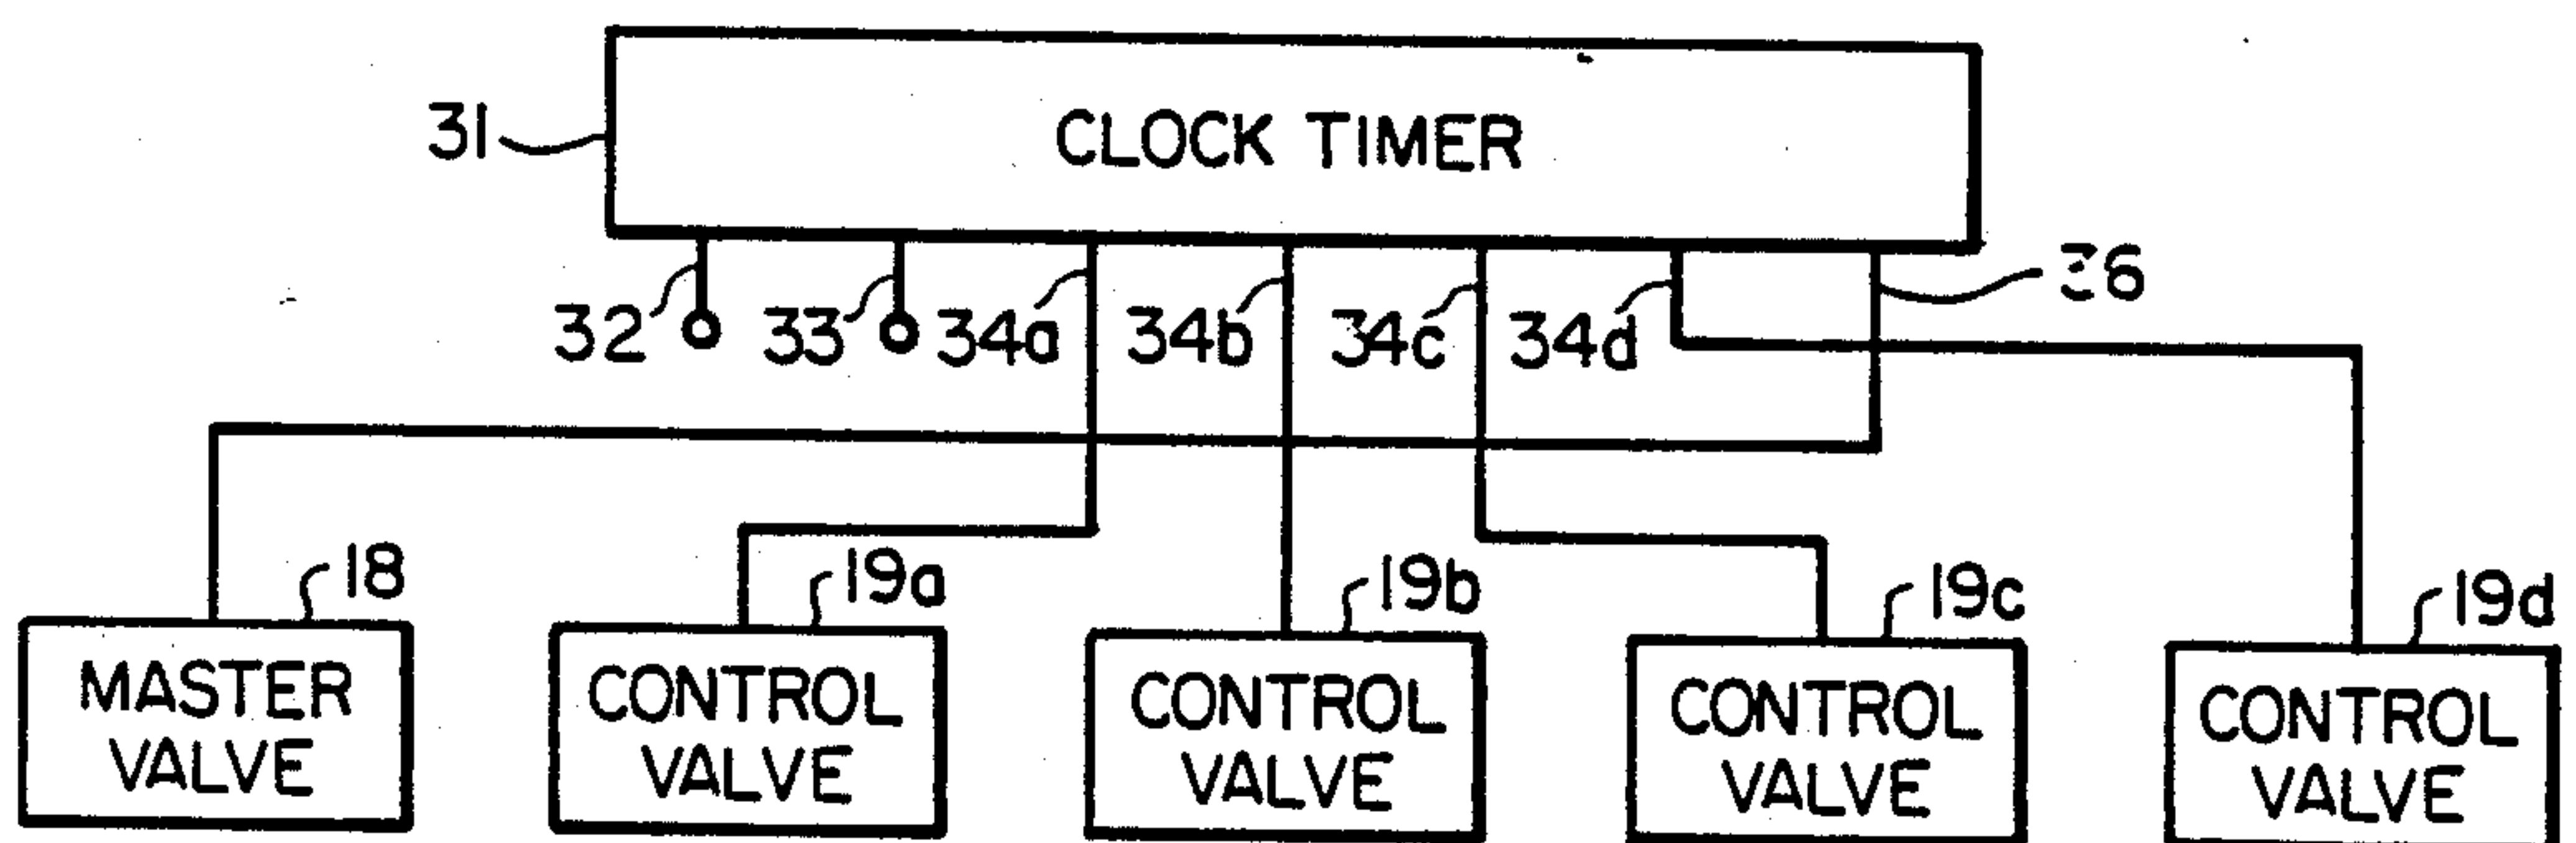 31
CLOCK TIMER
32
33
34a
34b
34c
34d
36
18
19a
19b
19c
19d
MASTER
VALVE
CONTROL
VALVE
CONTROL
VALVE
CONTROL
VALVE
CONTROL
VALVE